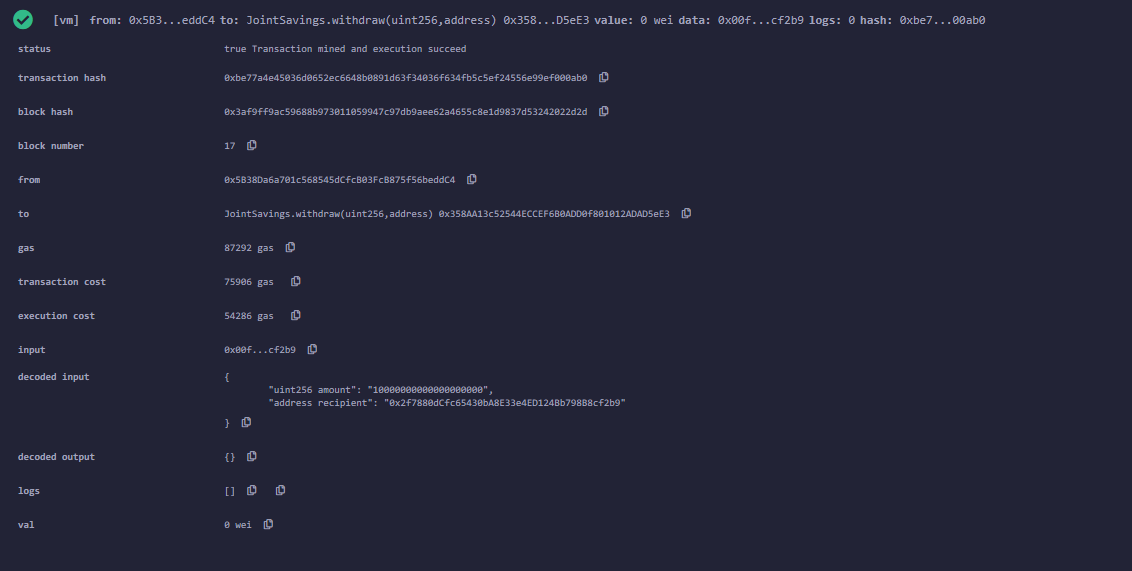 [vm] from: 0x5B3...eddC4 to: JointSavings.withdraw(uint256,address) 0x358...D5eE3 value: 0 wei data: 0x00f...cf2b9 logs: 0 hash: 0xbe7...00ab0
status true Transaction mined and execution succeed
transaction hash 0xbe77a4e45036d0652ec6648b0891d63f34036f634fb5c5ef24556e99ef000ab0
block hash 0x3af9ff9ac59688b973011059947c97db9aee62a4655c8e1d9837d53242022d2d
block number 17
from 0x5B38Da6a701c568545dCfcB03FcB875f56beddC4
to JointSavings.withdraw(uint256,address) 0x358AA13c52544ECCEF6B0ADD0f801012ADAD5eE3
gas 87292 gas
transaction cost 75906 gas
execution cost 54286 gas
input 0x00f...cf2b9
decoded input {
"uint256 amount": "10000000000000000000",
"address recipient": "0x2f7880dCfc65430bA8E33e4ED124Bb798B8cf2b9"
}
decoded output {}
logs []
val 0 wei